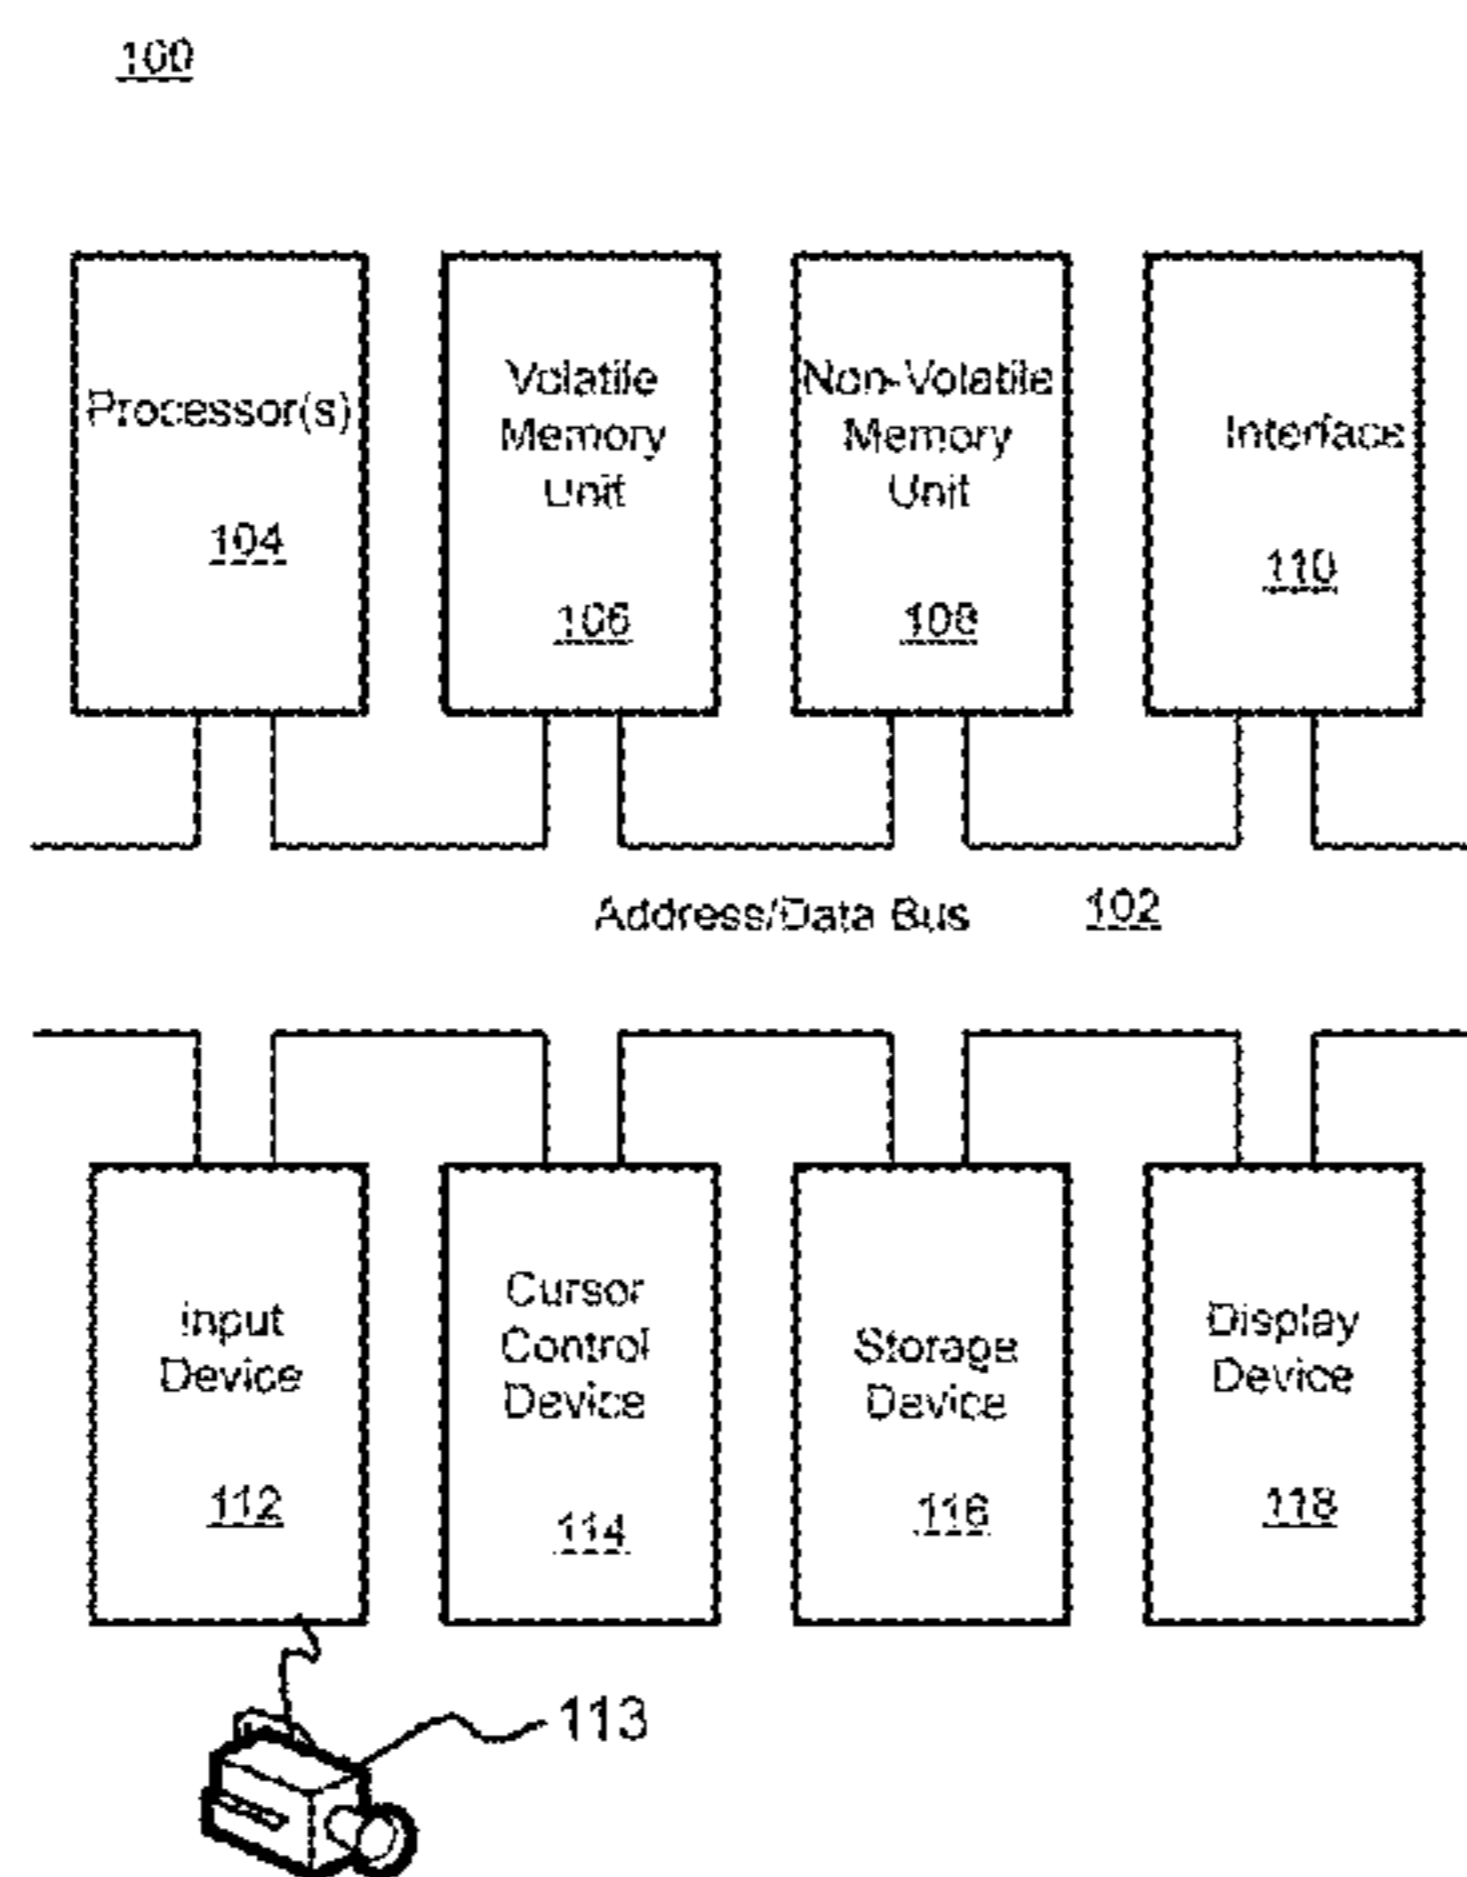 100
Processor(s)
104
Volatile
Memory
Unit
106
Non-Volatile
Memory
Unit
108
Interface
110
Address/Data Bus 102
Input
Device
112
Cursor
Control
Device
114
Storage
Device
116
Display
Device
118
113